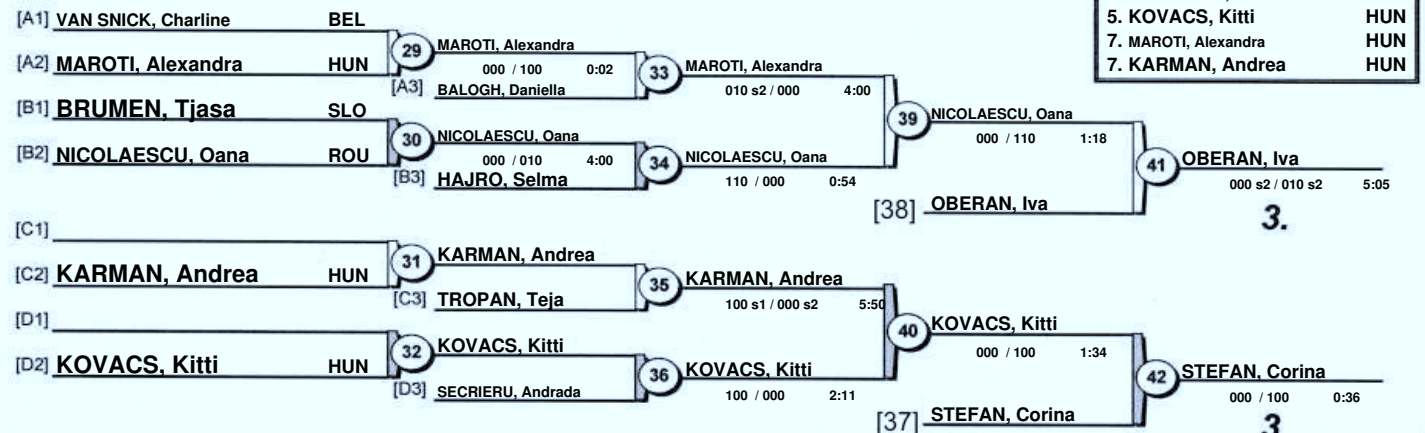 [A1] VAN SNICK, Charline BEL
[A2] MAROTI, Alexandra HUN
[B1] BRUMEN, Tjasa SLO
[B2] NICOLAESCU, Oana ROU
[C1]
[C2] KARMAN, Andrea HUN
[D1]
[D2] KOVACS, Kitti HUN
29
MAROTI, Alexandra
000 / 100 0:02
[A3] BALOGH, Daniella
30
NICOLAESCU, Oana
000 / 010 4:00
[B3] HAJRO, Selma
31
KARMAN, Andrea
[C3] TROPAN, Teja
32
KOVACS, Kitti
[D3] SECRIERU, Andrada
33
MAROTI, Alexandra
010 s2 / 000 4:00
34
NICOLAESCU, Oana
110 / 000 0:54
35
KARMAN, Andrea
100 s1 / 000 s2 5:50
36
KOVACS, Kitti
100 / 000 2:11
39
NICOLAESCU, Oana
000 / 110 1:18
[38] OBERAN, Iva
40
KOVACS, Kitti
000 / 100 1:34
[37] STEFAN, Corina
41
OBERAN, Iva
000 s2 / 010 s2 5:05
3.
42
STEFAN, Corina
000 / 100 0:36
3
5. KOVACS, Kitti HUN
7. MAROTI, Alexandra HUN
7. KARMAN, Andrea HUN